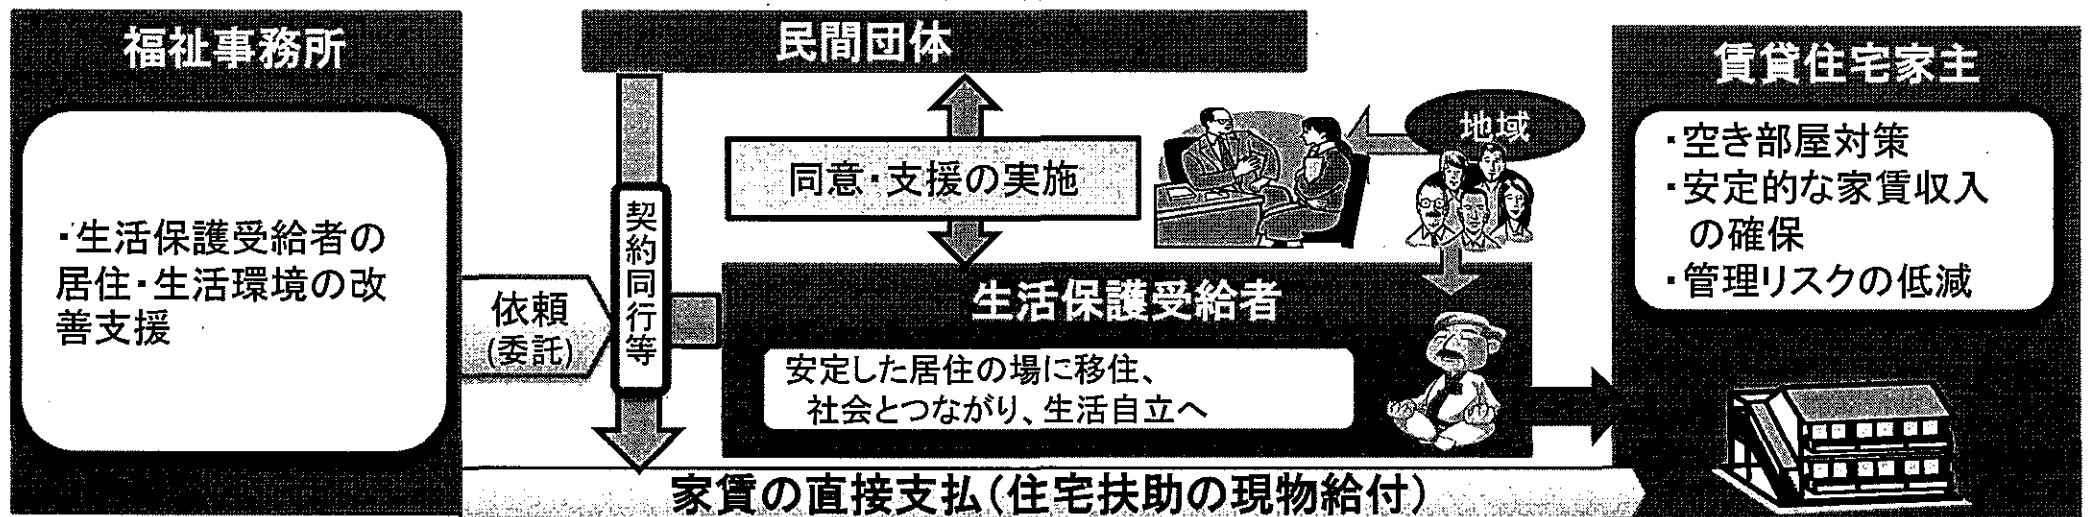 福祉事務所
・生活保護受給者の
居住・生活環境の改
善支援
依頼
(委託)
民間団体
契約同行等
同意・支援の実施
地域
生活保護受給者
安定した居住の場に移住、
社会とつながり、生活自立へ
家賃の直接支払(住宅扶助の現物給付)
賃貸住宅家主
・空き部屋対策
・安定的な家賃収入
の確保
・管理リスクの低減